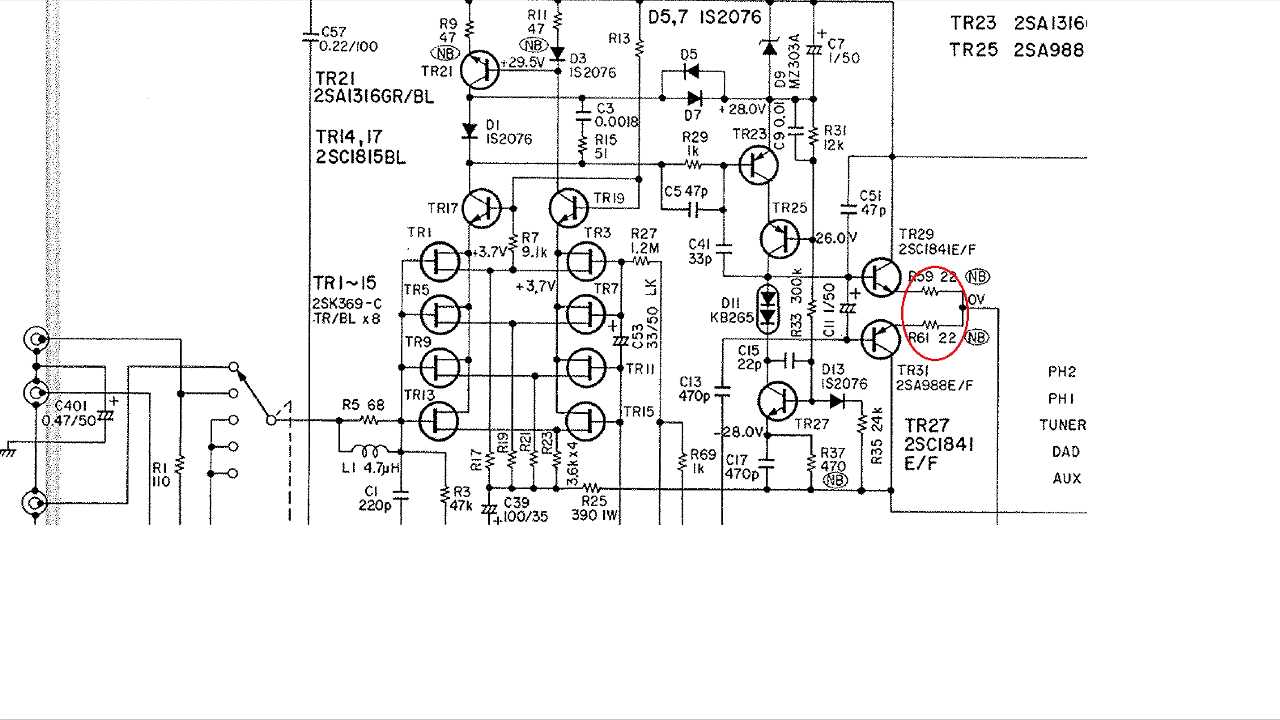 C57
0.22/100
R9
47
NB
TR21
R11
47
NB
+29.5V
D3
1S2076
R13
D5,7 1S2076
D5
D7
+28.0V
D9
MZ303A
C7
1/50
TR23 2SA1316
TR25 2SA988
TR21
2SA1316GR/BL
TR14,17
2SC1815BL
D1
1S2076
C3
0.0018
R15
51
R29
1k
TR23
C9 0.01
R31
12k
TR17
TR19
C5 47p
TR25
C51
47p
TR1
+3.7V
R7
9.1k
TR3
R27
1.2M
C41
33p
26.0V
TR29
2SC1841E/F
TR1~15
2SK369-C
TR/BL x8
TR5
+3.7V
TR7
C53
33/50 LK
D11
KB265
R33 300k
C11 1/50
R59 22
NB
0V
R61 22
NB
TR9
TR11
C15
22p
D13
1S2076
TR31
2SA988E/F
C401
0.47/50
C13
470p
PH2
PH1
TUNER
DAD
AUX
R5 68
TR13
TR15
TR27
R35 24k
TR27
2SC1841
E/F
-28.0V
R1
110
L1 4.7μH
R17
R19
R21
R23
3.6k x4
R69
1k
C17
470p
R37
470
NB
C1
220p
R3
47k
C39
100/35
R25
390 1W